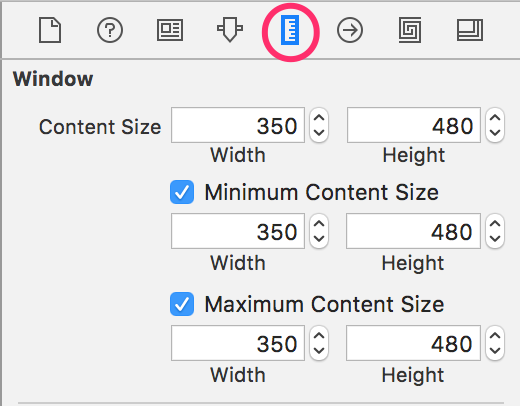 Window
Content Size 350 480
Width Height
Minimum Content Size
350 480
Width Height
Maximum Content Size
350 480
Width Height